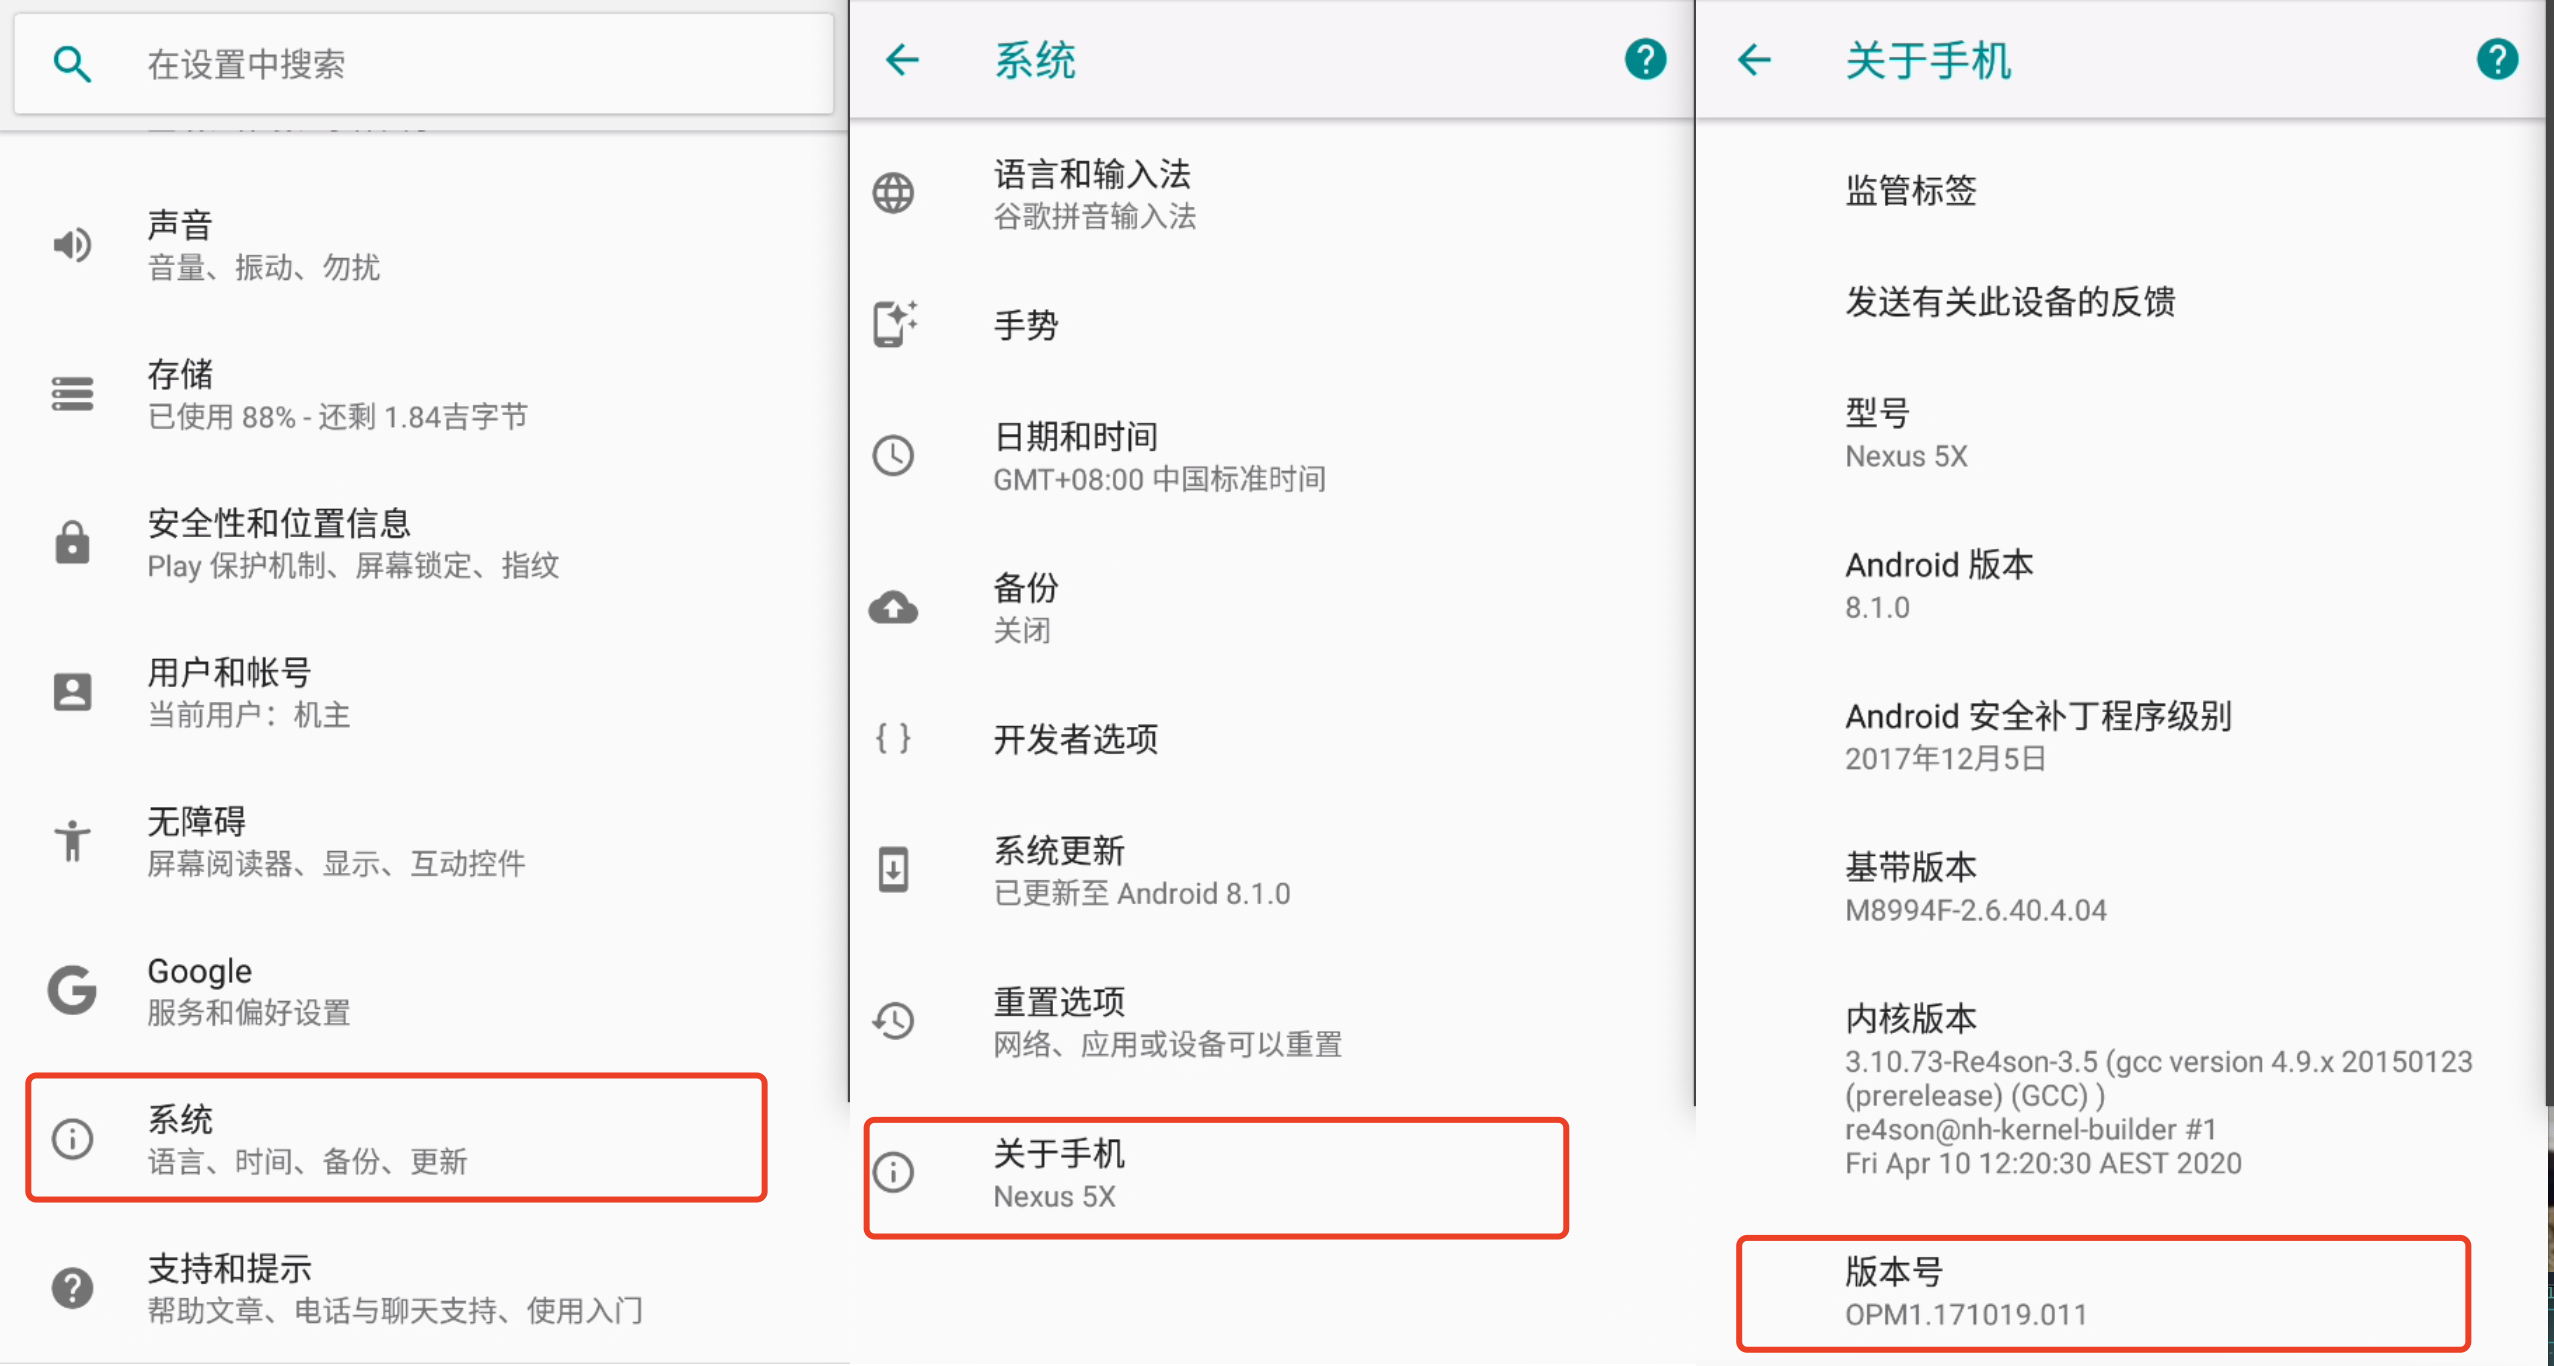 在设置中搜索
声音
音量、振动、勿扰
存储
已使用 88% - 还剩 1.84吉字节
安全性和位置信息
Play 保护机制、屏幕锁定、指纹
用户和帐号
当前用户：机主
无障碍
屏幕阅读器、显示、互动控件
Google
服务和偏好设置
系统
语言、时间、备份、更新
支持和提示
帮助文章、电话与聊天支持、使用入门
系统
语言和输入法
谷歌拼音输入法
手势
日期和时间
GMT+08:00 中国标准时间
备份
关闭
开发者选项
系统更新
已更新至 Android 8.1.0
重置选项
网络、应用或设备可以重置
关于手机
Nexus 5X
关于手机
监管标签
发送有关此设备的反馈
型号
Nexus 5X
Android 版本
8.1.0
Android 安全补丁程序级别
2017年12月5日
基带版本
M8994F-2.6.40.4.04
内核版本
3.10.73-Re4son-3.5 (gcc version 4.9.x 20150123
(prerelease) (GCC) )
re4son@nh-kernel-builder #1
Fri Apr 10 12:20:30 AEST 2020
版本号
OPM1.171019.011